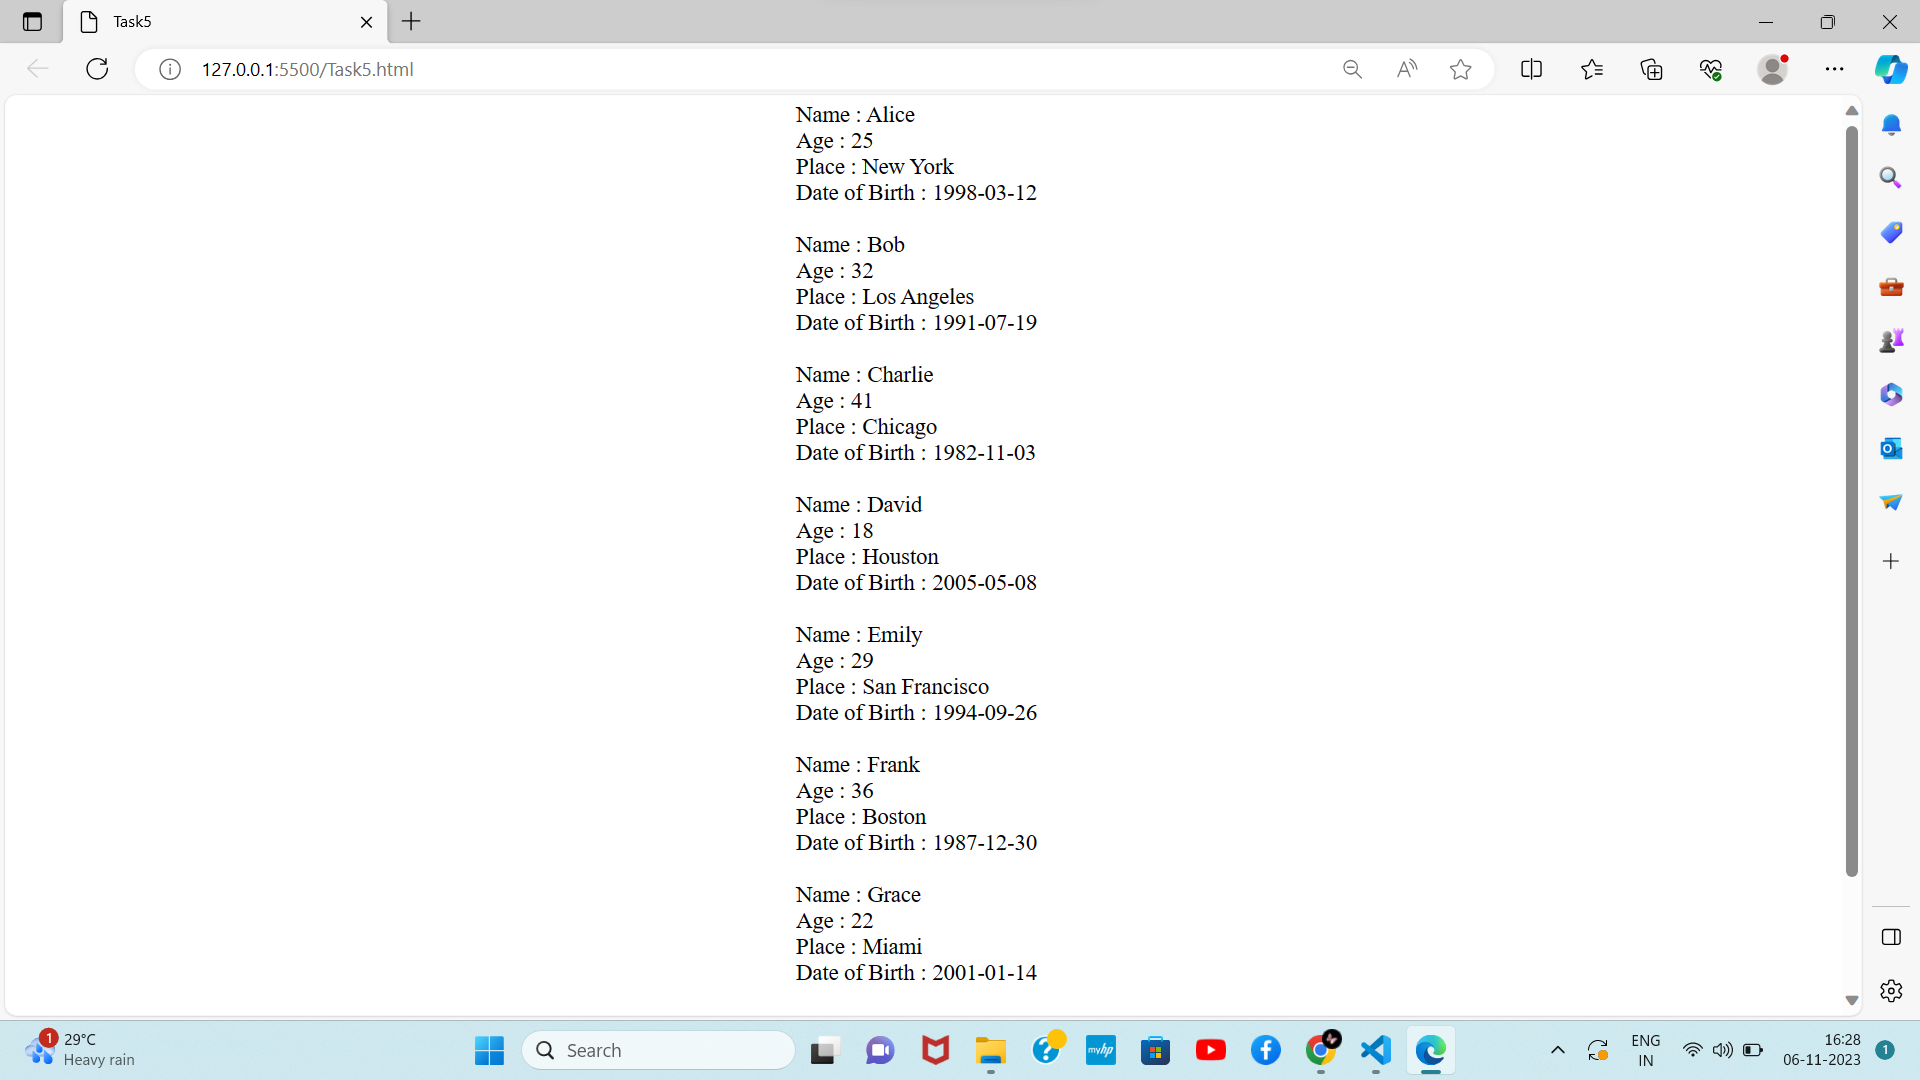 Task5
127.0.0.1:5500/Task5.html
Name : Alice
Age : 25
Place : New York
Date of Birth : 1998-03-12
Name : Bob
Age : 32
Place : Los Angeles
Date of Birth : 1991-07-19
Name : Charlie
Age : 41
Place : Chicago
Date of Birth : 1982-11-03
Name : David
Age : 18
Place : Houston
Date of Birth : 2005-05-08
Name : Emily
Age : 29
Place : San Francisco
Date of Birth : 1994-09-26
Name : Frank
Age : 36
Place : Boston
Date of Birth : 1987-12-30
Name : Grace
Age : 22
Place : Miami
Date of Birth : 2001-01-14
1
29°C
Heavy rain
Search
myhp
ENG
IN
16:28
06-11-2023
1